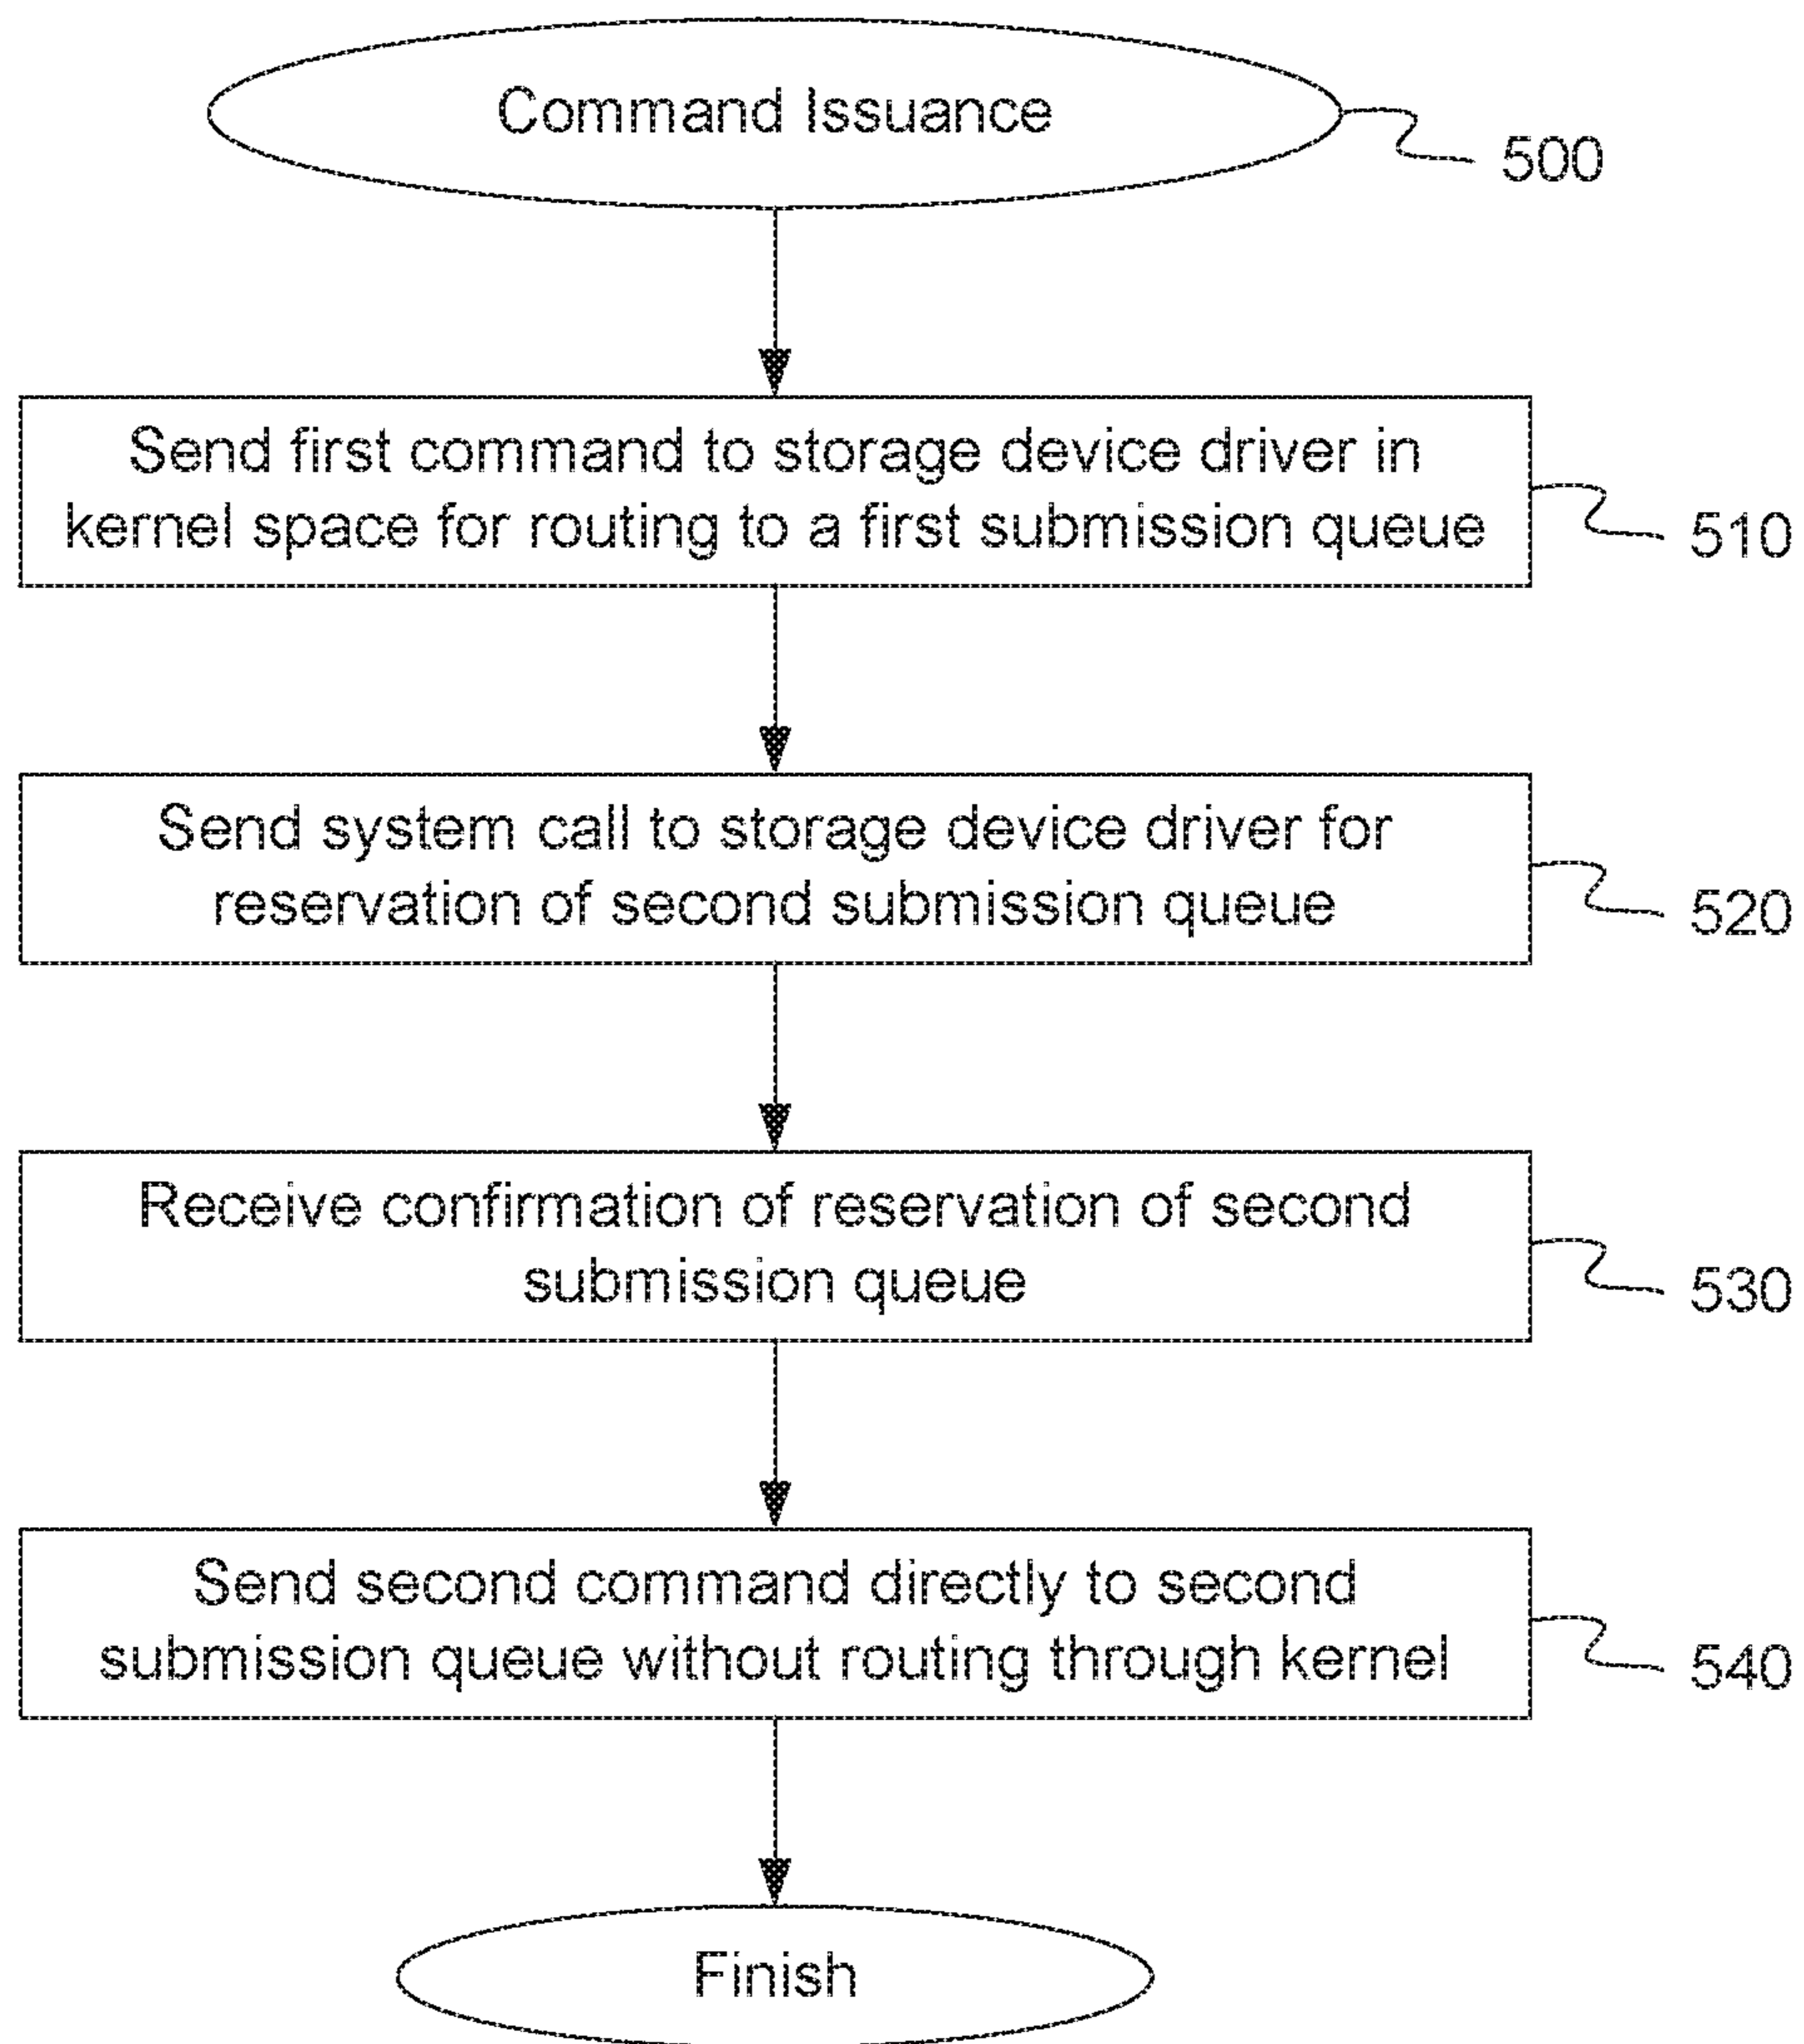 Command Issuance
500
Send first command to storage device driver in
kernel space for routing to a first submission queue
510
Send system call to storage device driver for
reservation of second submission queue
520
Receive confirmation of reservation of second
submission queue
530
Send second command directly to second
submission queue without routing through kernel
540
Finish